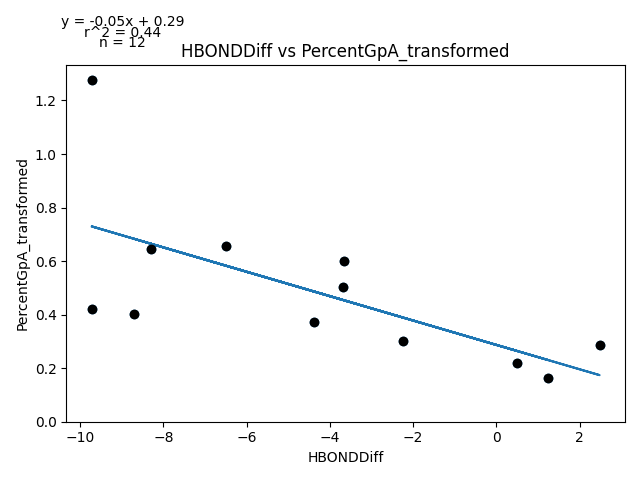 y = -0.05x + 0.29
r^2 = 0.44
n = 12
HBONDDiff vs PercentGpA_transformed
1.2
1.0
0.8
0.6
0.4
0.2
0.0
PercentGpA_transformed
−10
−8
−6
−4
−2
0
2
HBONDDiff